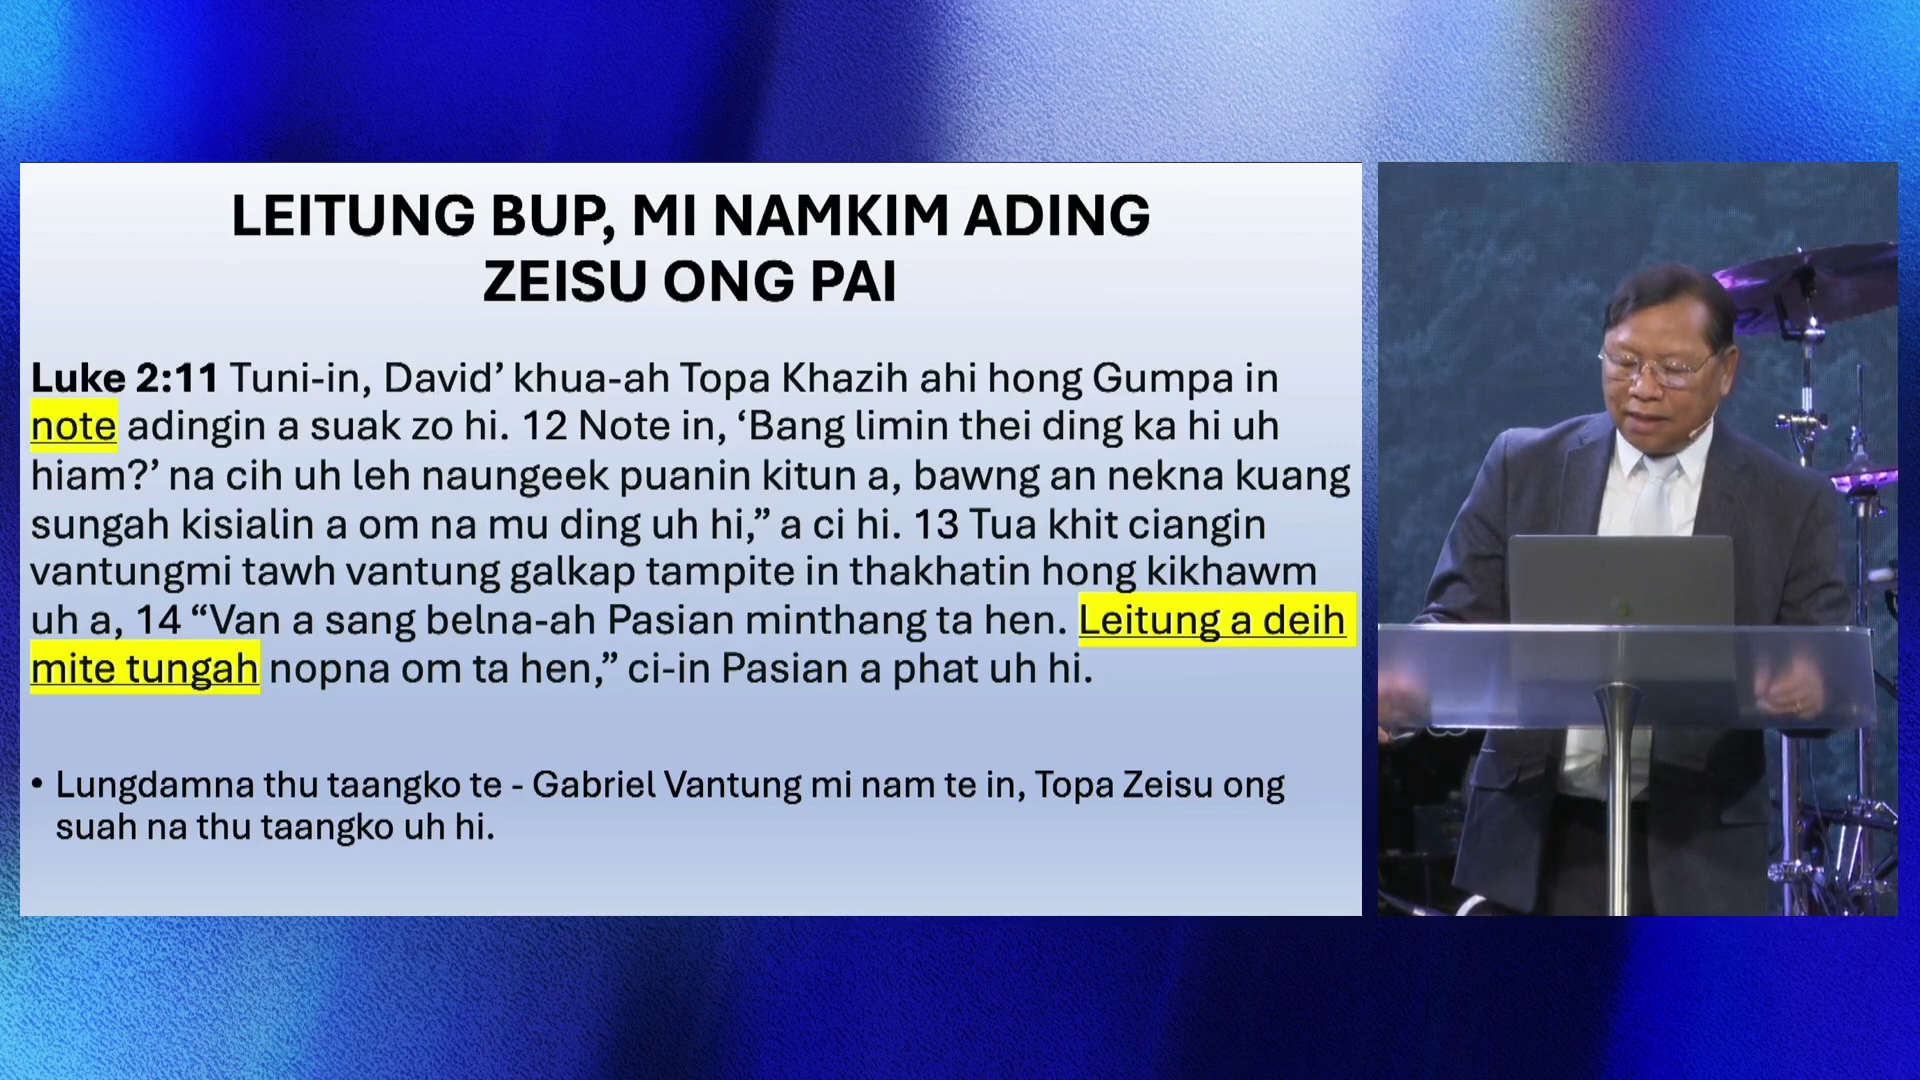 LEITUNG BUP, MI NAMKIM ADING
ZEISU ONG PAI
Luke 2:11 Tuni-in, David’ khua-ah Topa Khazih ahi hong Gumpa in
note adingin a suak zo hi. 12 Note in, ‘Bang limin thei ding ka hi uh
hiam?’ na cih uh leh naungeek puanin kitun a, bawng an nekna kuang
sungah kisialin a om na mu ding uh hi,” a ci hi. 13 Tua khit ciangin
vantungmi tawh vantung galkap tampite in thakhatin hong kikhawm
uh a, 14 “Van a sang belna-ah Pasian minthang ta hen. Leitung a deih
mite tungah nopna om ta hen,” ci-in Pasian a phat uh hi.
• Lungdamna thu taangko te - Gabriel Vantung mi nam te in, Topa Zeisu ong
suah na thu taangko uh hi.